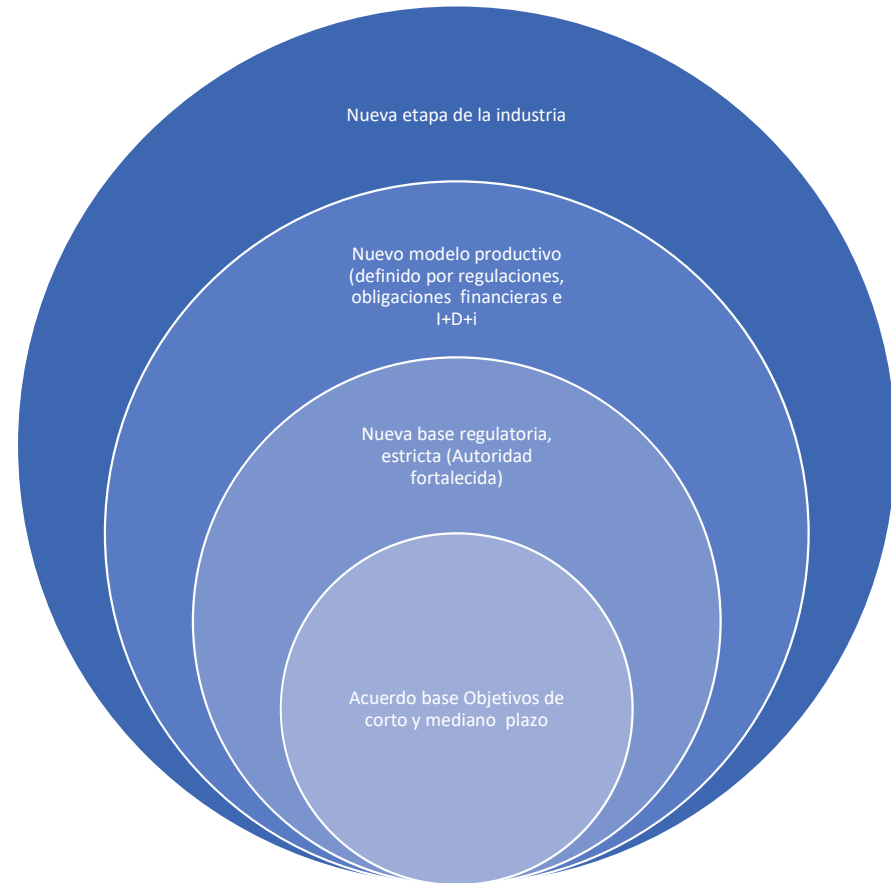 Nueva etapa de la industria
Nuevo modelo productivo
(definido por regulaciones,
obligaciones  financieras e
I+D+i
Nueva base regulatoria,
estricta (Autoridad
fortalecida)
Acuerdo base Objetivos de
corto y mediano  plazo